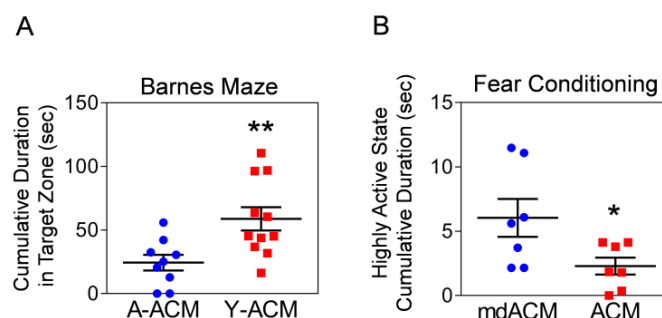 A
Barnes Maze
Cumulative Duration
in Target Zone (sec)
150
100
50
0
**
A-ACM Y-ACM
B
Fear Conditioning
Highly Active State
Cumulative Duration (sec)
15
10
5
0
*
mdACM ACM